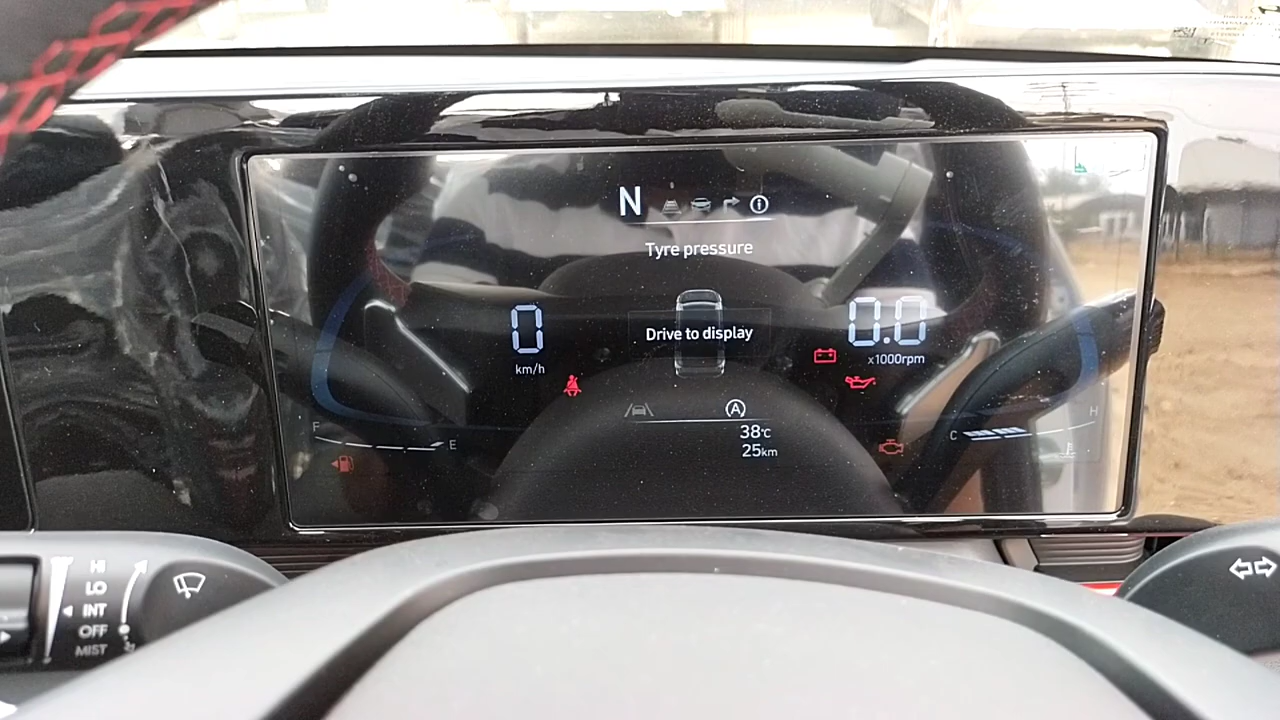 N
Tyre pressure
0
km/h
Drive to display
0.0
x1000rpm
F
E
A
38°C
25km
C
H
HI
LO
INT
OFF
MIST